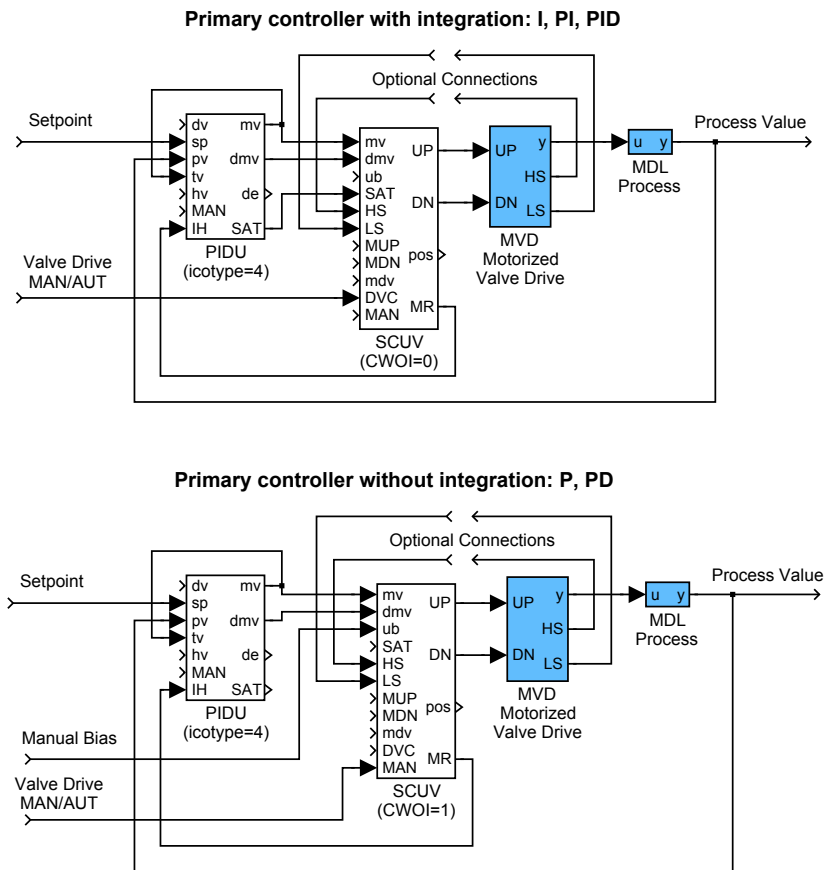 Primary controller with integration: I, PI, PID
Optional Connections
Setpoint
Process Value
dv mv
sp
pv dmv
tv
hv de
MAN
IH SAT
PIDU
(icotype=4)
mv
dmv
ub
SAT
HS
LS
MUP
MDN
mdv
DVC
MAN
UP
DN
pos
MR
SCUV
(CWOI=0)
UP y
HS
DN LS
MVD
Motorized
Valve Drive
u y
MDL
Process
Valve Drive
MAN/AUT
Primary controller without integration: P, PD
Optional Connections
Setpoint
Process Value
dv mv
sp
pv dmv
tv
hv de
MAN
IH SAT
PIDU
(icotype=4)
mv
dmv
ub
SAT
HS
LS
MUP
MDN
mdv
DVC
MAN
UP
DN
pos
MR
SCUV
(CWOI=1)
UP y
HS
DN LS
MVD
Motorized
Valve Drive
u y
MDL
Process
Manual Bias
Valve Drive
MAN/AUT